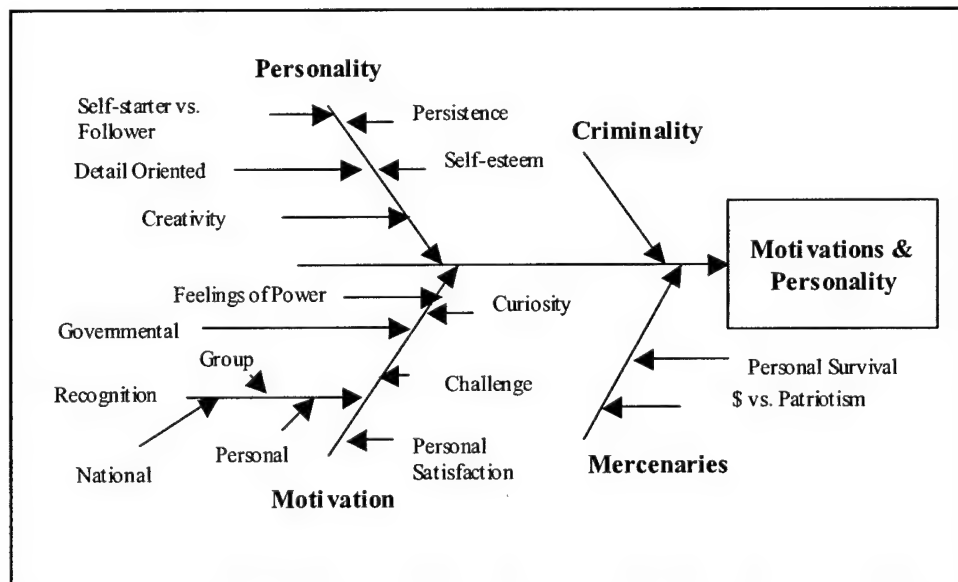 Personality
Self-starter vs.
Follower
Persistence
Criminality
Detail Oriented
Self-esteem
Creativity
Motivations &
Personality
Feelings of Power
Curiosity
Governmental
Group
Personal Survival
Recognition
Challenge
$ vs. Patriotism
Personal
Personal
Satisfaction
National
Mercenaries
Motivation